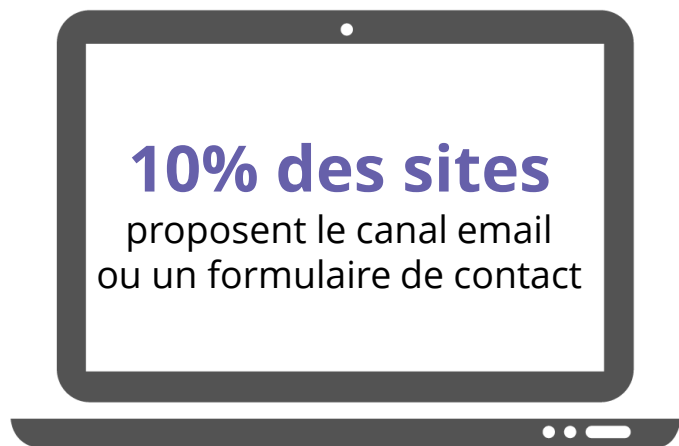 10% des sites
proposent le canal email
ou un formulaire de contact